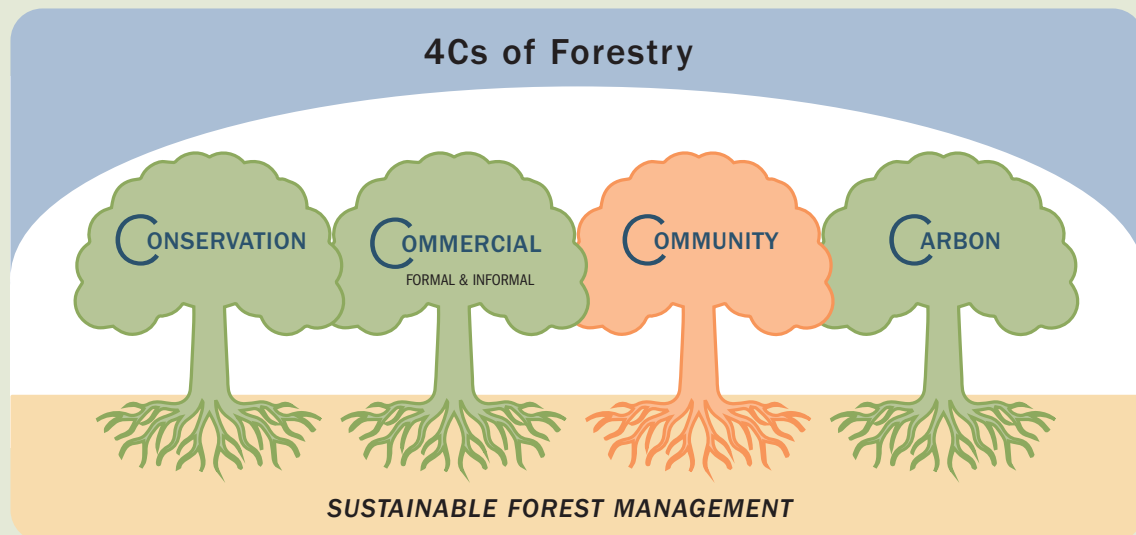 4Cs of Forestry
CONSERVATION
COMMERCIAL
FORMAL & INFORMAL
COMMUNITY
CARBON
SUSTAINABLE FOREST MANAGEMENT